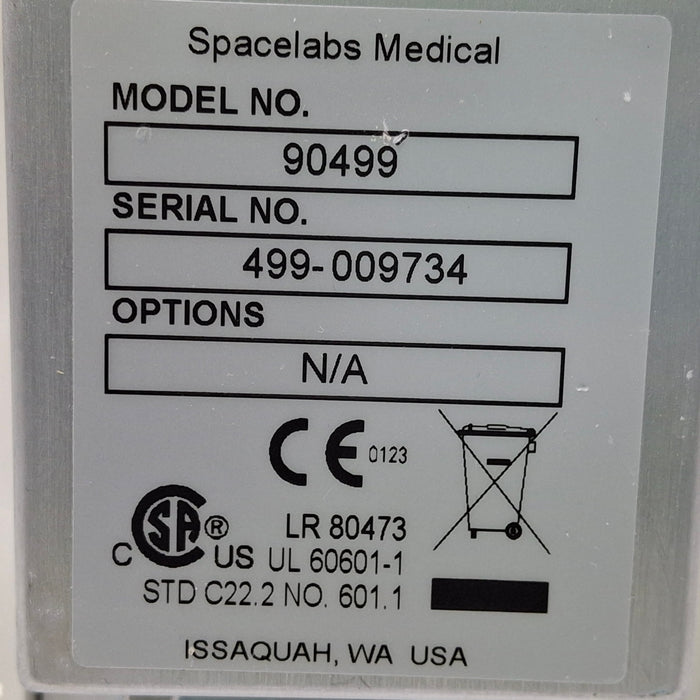 Spacelabs Medical
MODEL NO.
90499
SERIAL NO.
499-009734
OPTIONS
N/A
CE 0123
CSA® LR 80473
C US UL 60601-1
STD C22.2 NO. 601.1
ISSAQUAH, WA USA